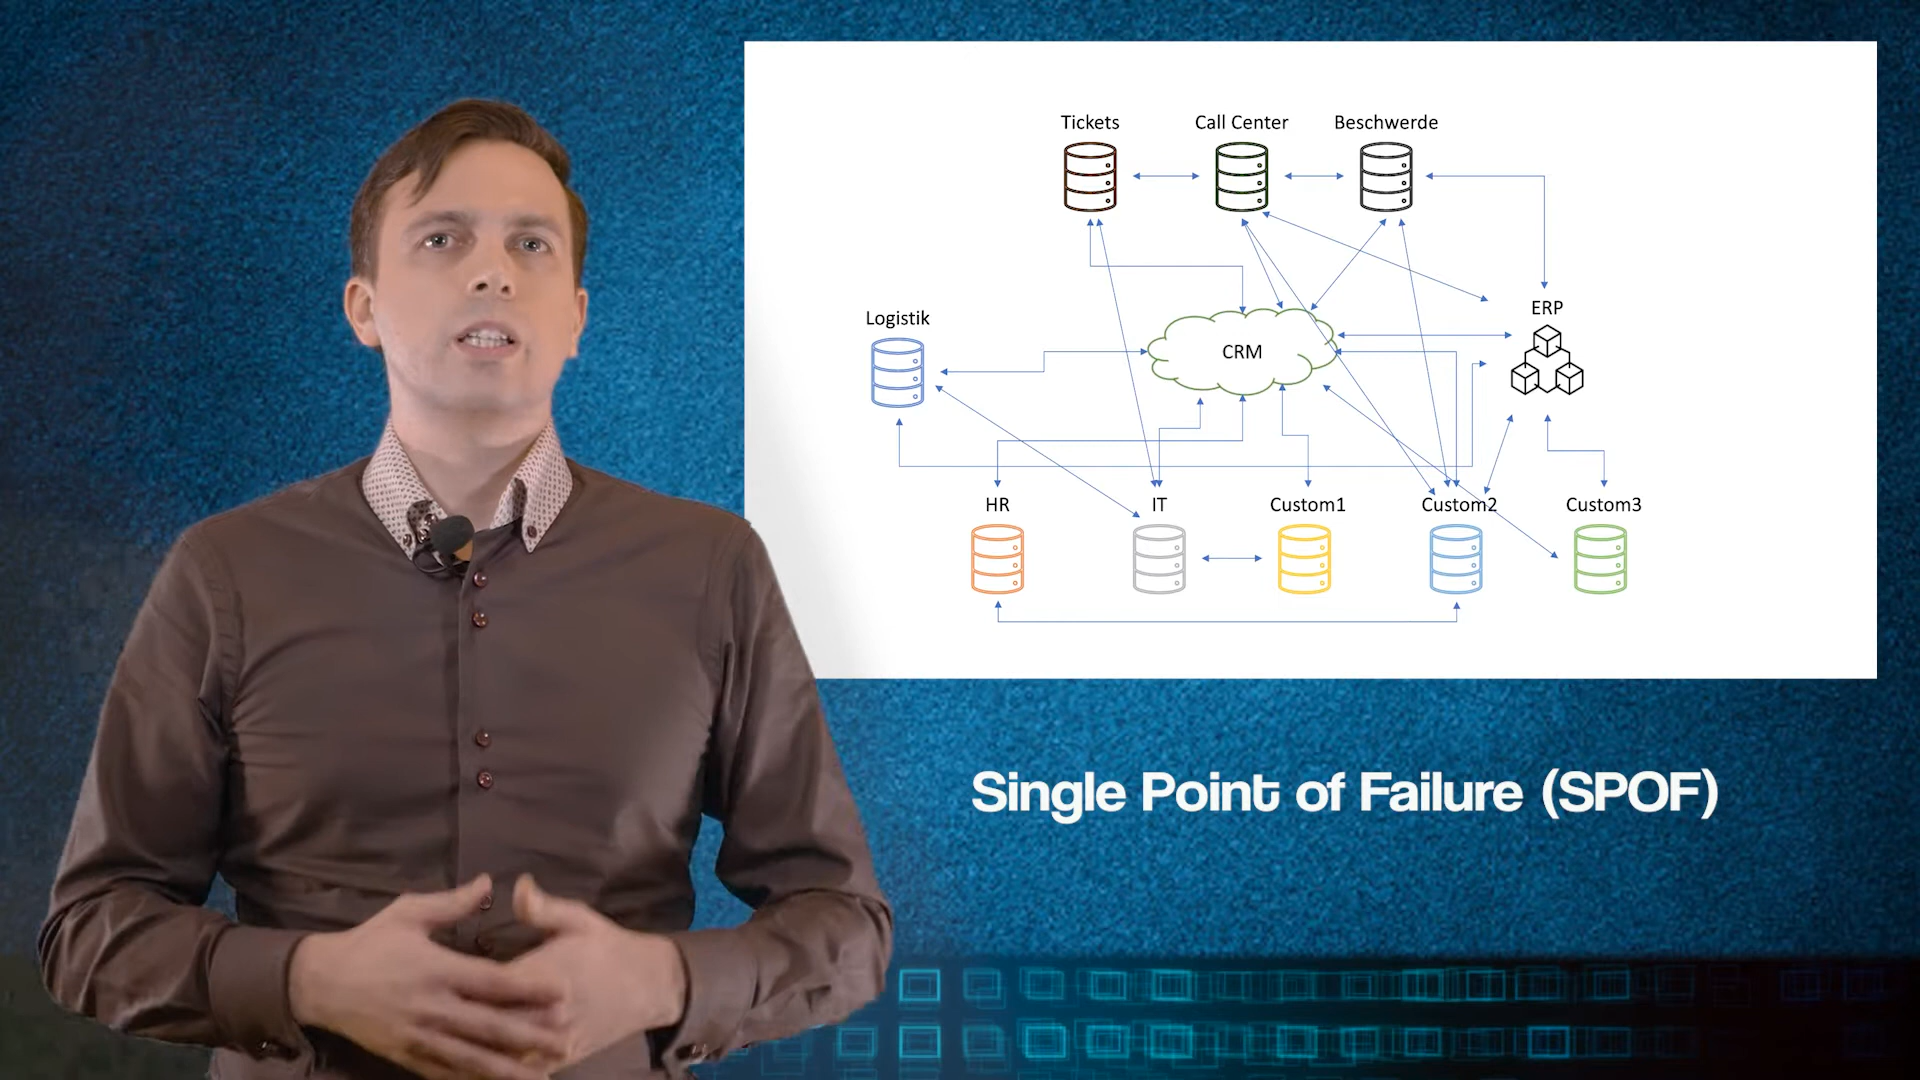 Tickets Call Center Beschwerde
ERP
Logistik
CRM
HR IT Custom1 Custom2 Custom3
Single Point of Failure (SPOF)